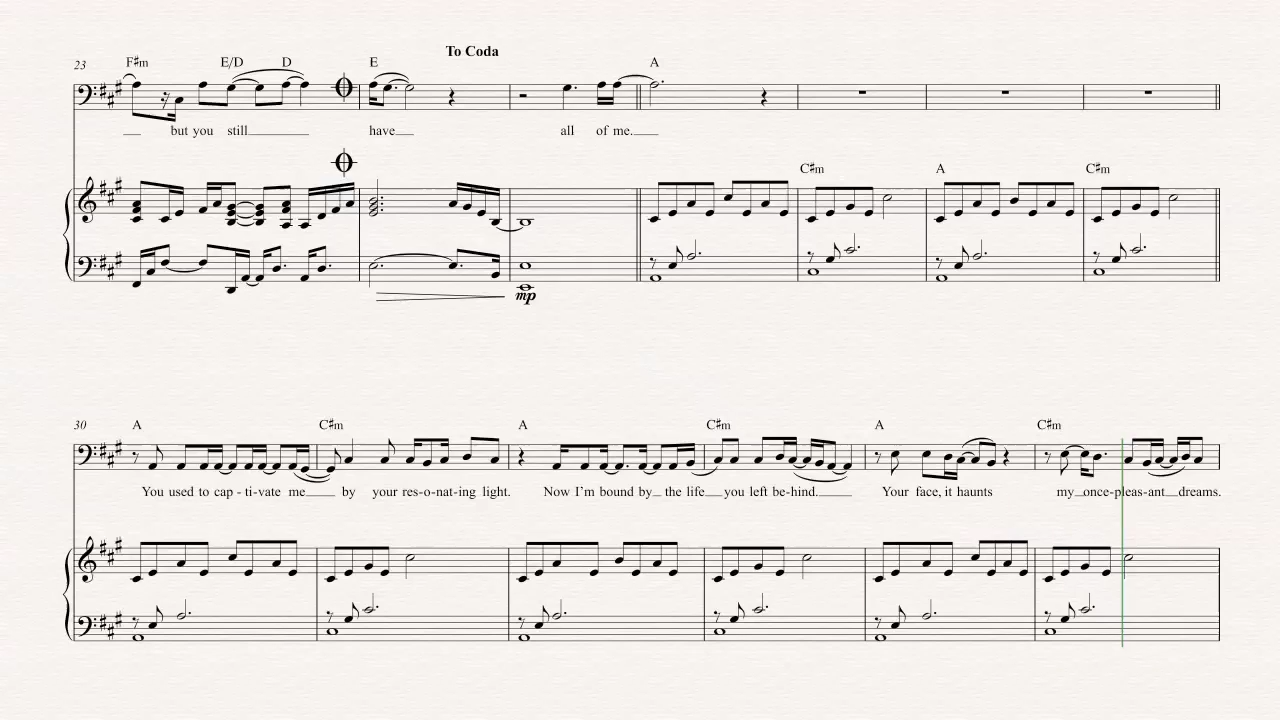 To Coda
23 F♯m E/D D E A
but you still have all of me.
C♯m A C♯m
mp
30 A C♯m A C♯m A C♯m
You used to cap - ti-vate me by your res-o-nat-ing light. Now I'm bound by the life you left be-hind. Your face, it haunts my once-pleas-ant dreams.